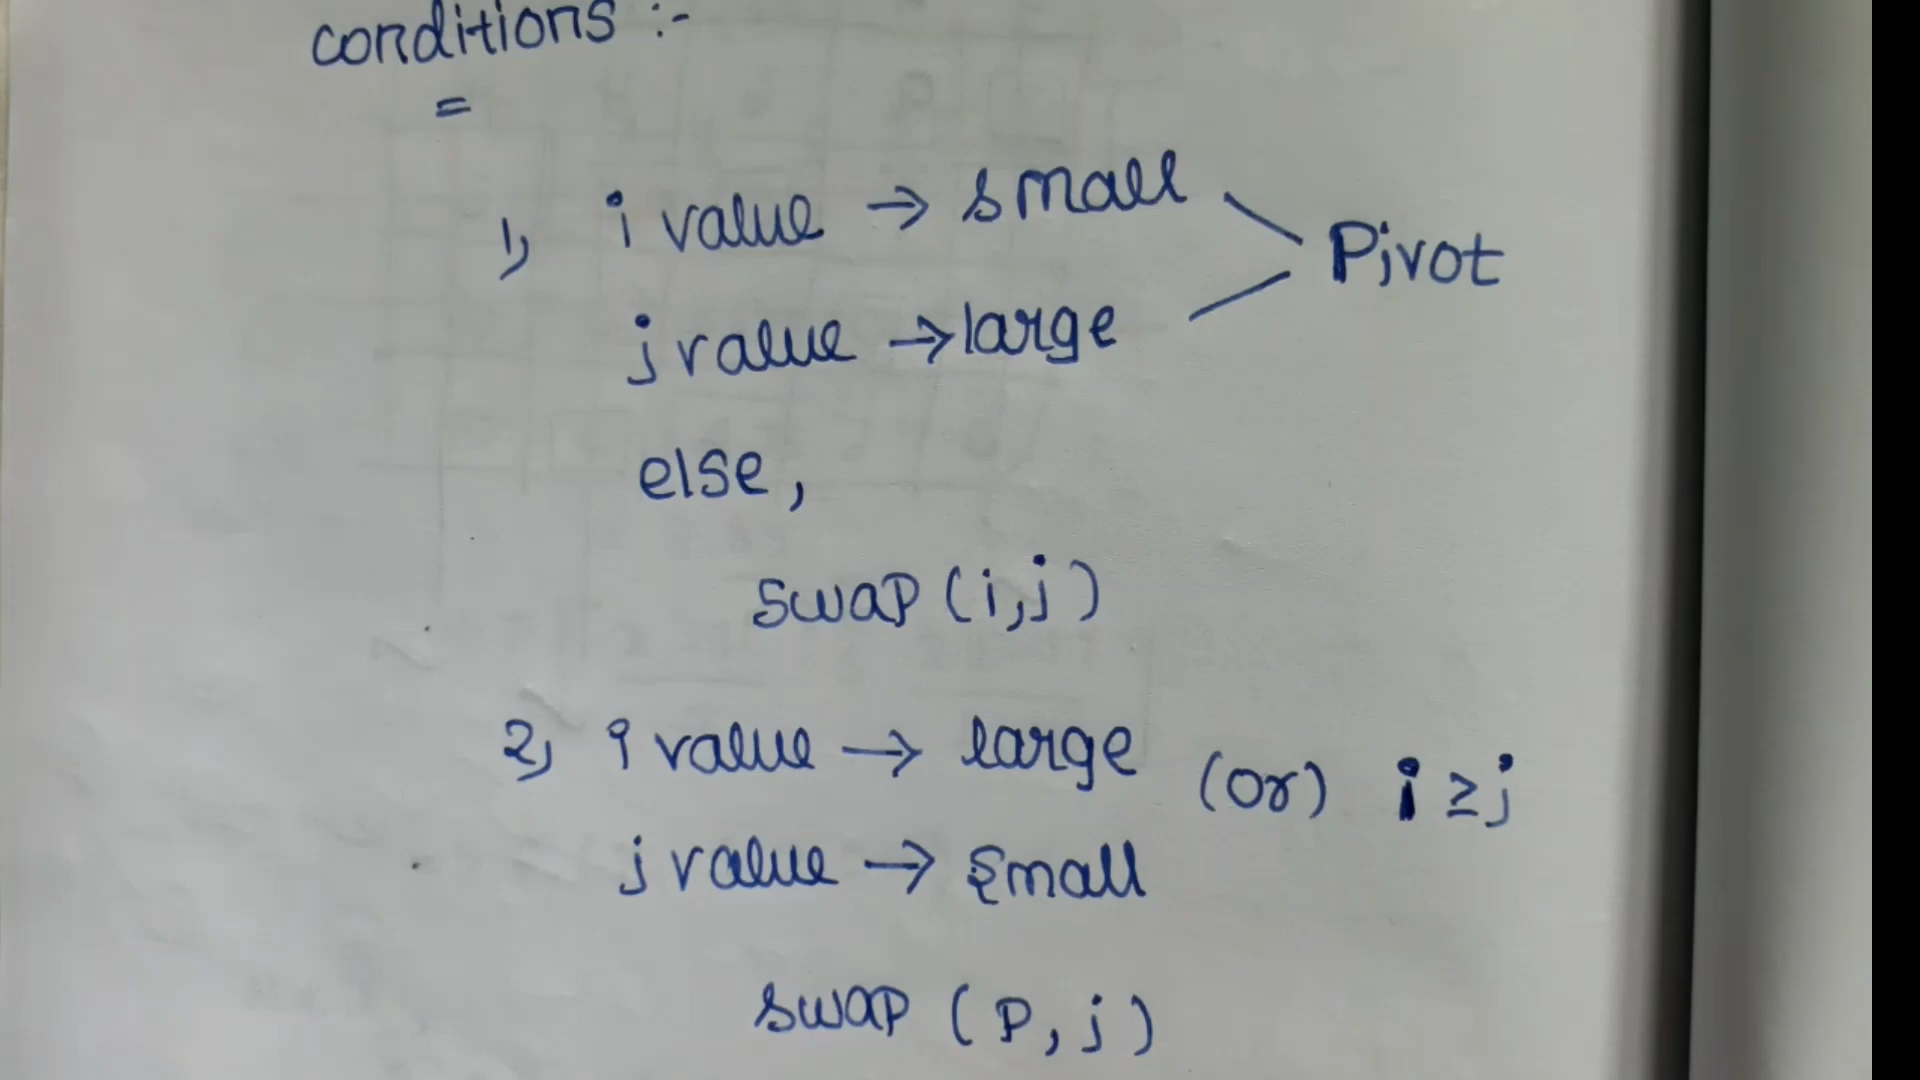 conditions :-
=
1) i value → small
Pivot
j value → large
else,
swap (i,j)
2) i value → large (or) i ≥ j
j value → small
swap (P, j)